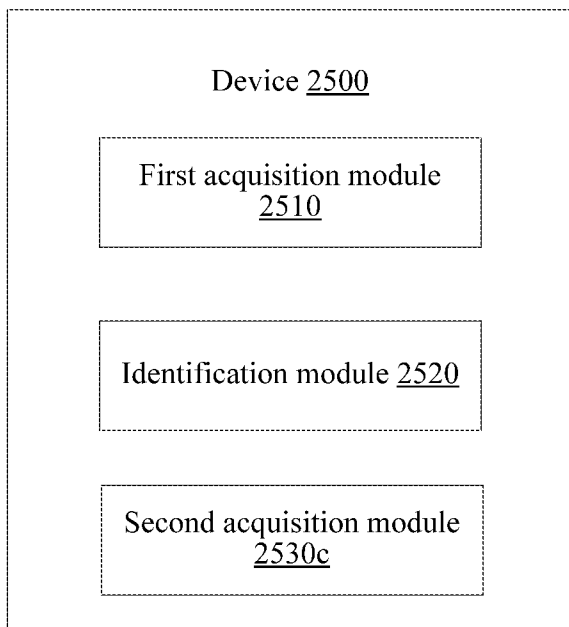 Device 2500
First acquisition module
2510
Identification module 2520
Second acquisition module
2530c